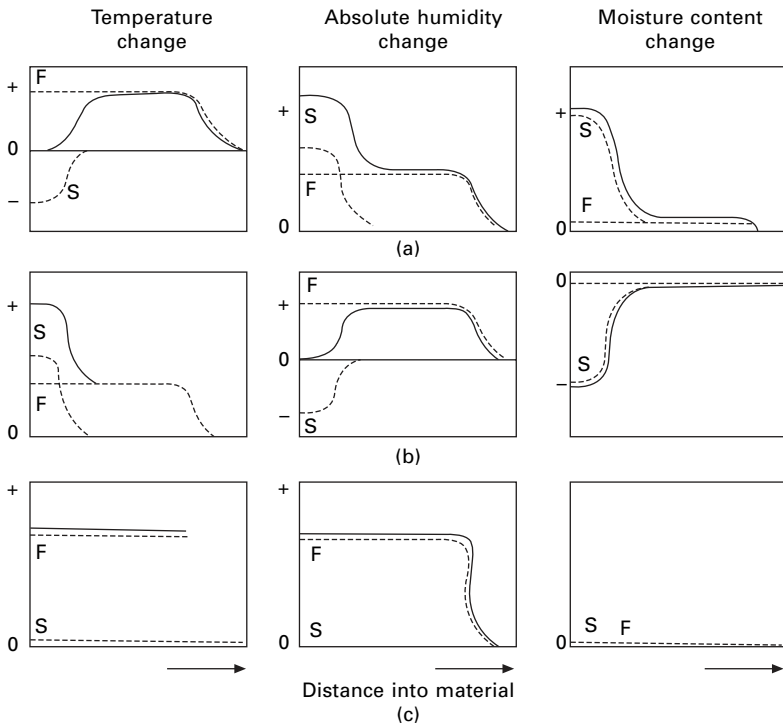 Temperature change
Absolute humidity change
Moisture content change
+
F
0
S
–
+
S
F
0
+
S
F
0
(a)
+
S
F
0
F
+
0
–
S
0
S
–
(b)
+
F
S
0
+
F
S
0
S F
0
Distance into material
(c)